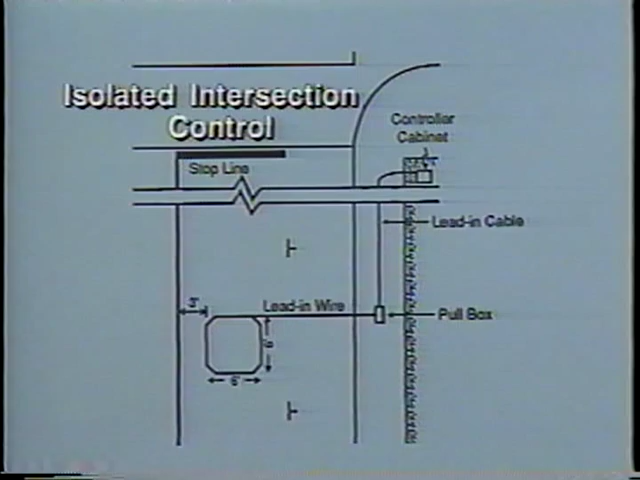 Isolated Intersection
Control
Controller
Cabinet
Stop Line
Lead-in Cable
3'
Lead-in Wire
Pull Box
6'
6'